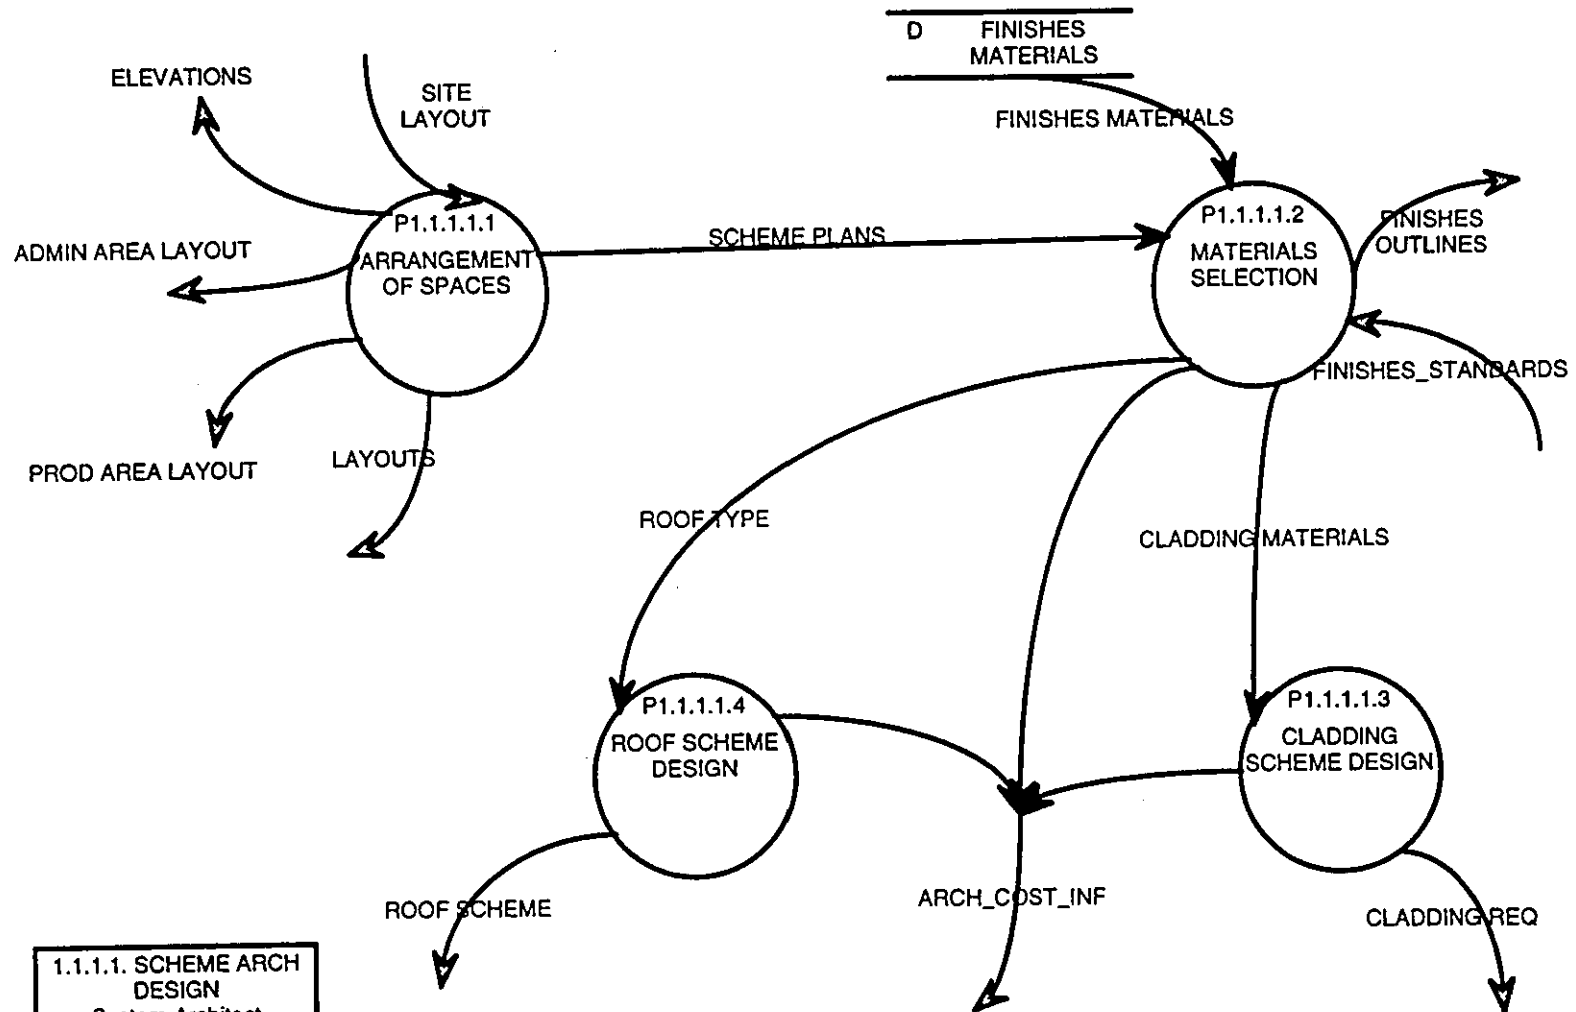 D FINISHES
MATERIALS
ELEVATIONS
SITE
LAYOUT
FINISHES MATERIALS
P1.1.1.1.1
ARRANGEMENT
OF SPACES
ADMIN AREA LAYOUT
SCHEME PLANS
P1.1.1.1.2
MATERIALS
SELECTION
FINISHES
OUTLINES
FINISHES_STANDARDS
PROD AREA LAYOUT
LAYOUTS
ROOF TYPE
CLADDING MATERIALS
P1.1.1.1.4
ROOF SCHEME
DESIGN
P1.1.1.1.3
CLADDING
SCHEME DESIGN
ROOF SCHEME
ARCH_COST_INF
CLADDING REQ
1.1.1.1. SCHEME ARCH
DESIGN
System Architect